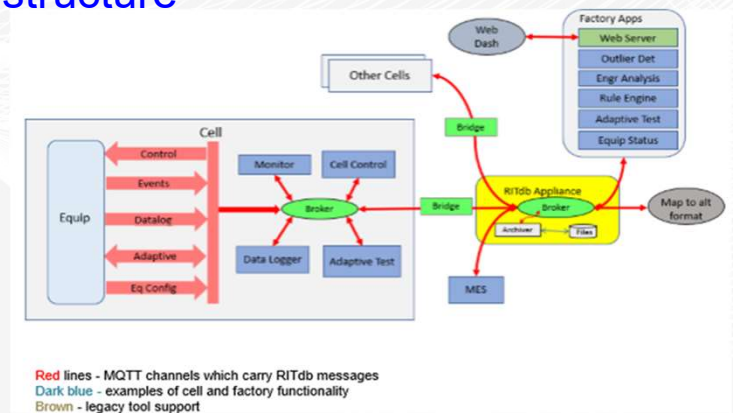 structure
Factory Apps
Web Server
Outlier Det
Engr Analysis
Rule Engine
Adaptive Test
Equip Status
Web
Dash
Other Cells
Bridge
Cell
Equip
Control
Events
Datalog
Adaptive
Eq Config
Monitor
Cell Control
Broker
Data Logger
Adaptive Test
Bridge
RITdb Appliance
Broker
Archiver
Files
Map to alt
format
MES
Red lines - MQTT channels which carry RITdb messages
Dark blue - examples of cell and factory functionality
Brown - legacy tool support